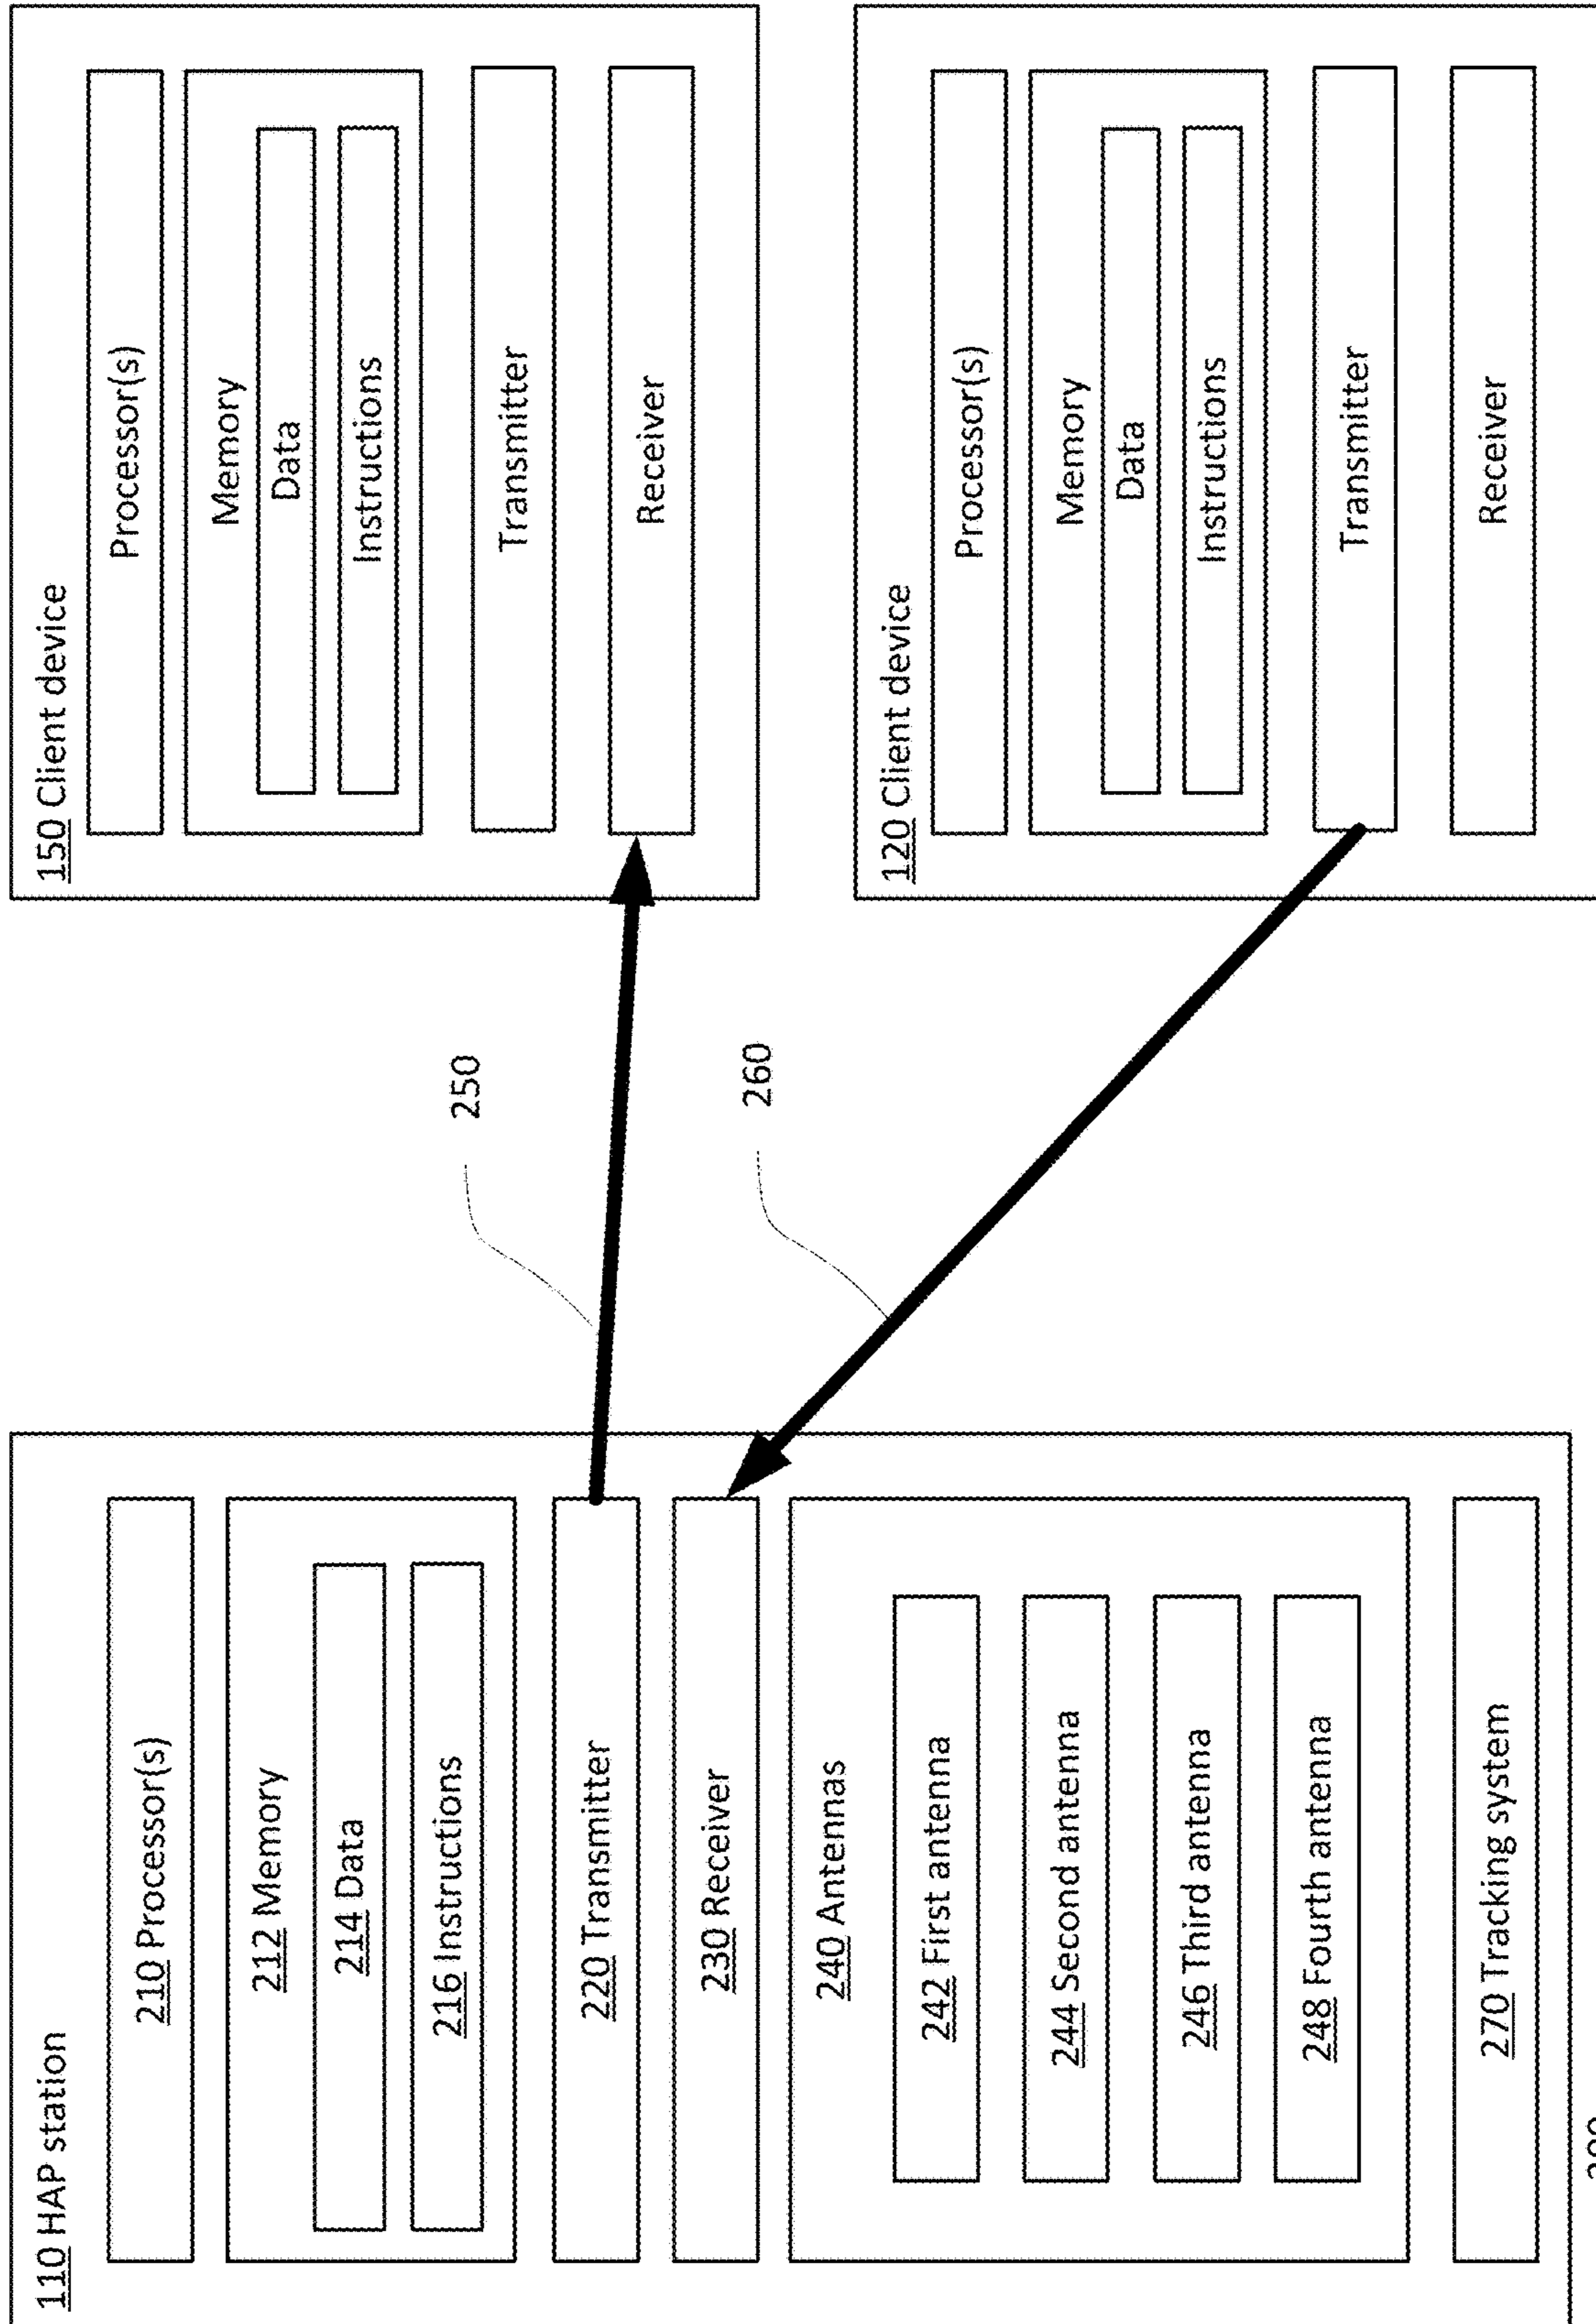 110 HAP station
210 Processor(s)
212 Memory
214 Data
216 Instructions
220 Transmitter
230 Receiver
240 Antennas
242 First antenna
244 Second antenna
246 Third antenna
248 Fourth antenna
270 Tracking system
250
260
150 Client device
Processor(s)
Memory
Data
Instructions
Transmitter
Receiver
120 Client device
Processor(s)
Memory
Data
Instructions
Transmitter
Receiver